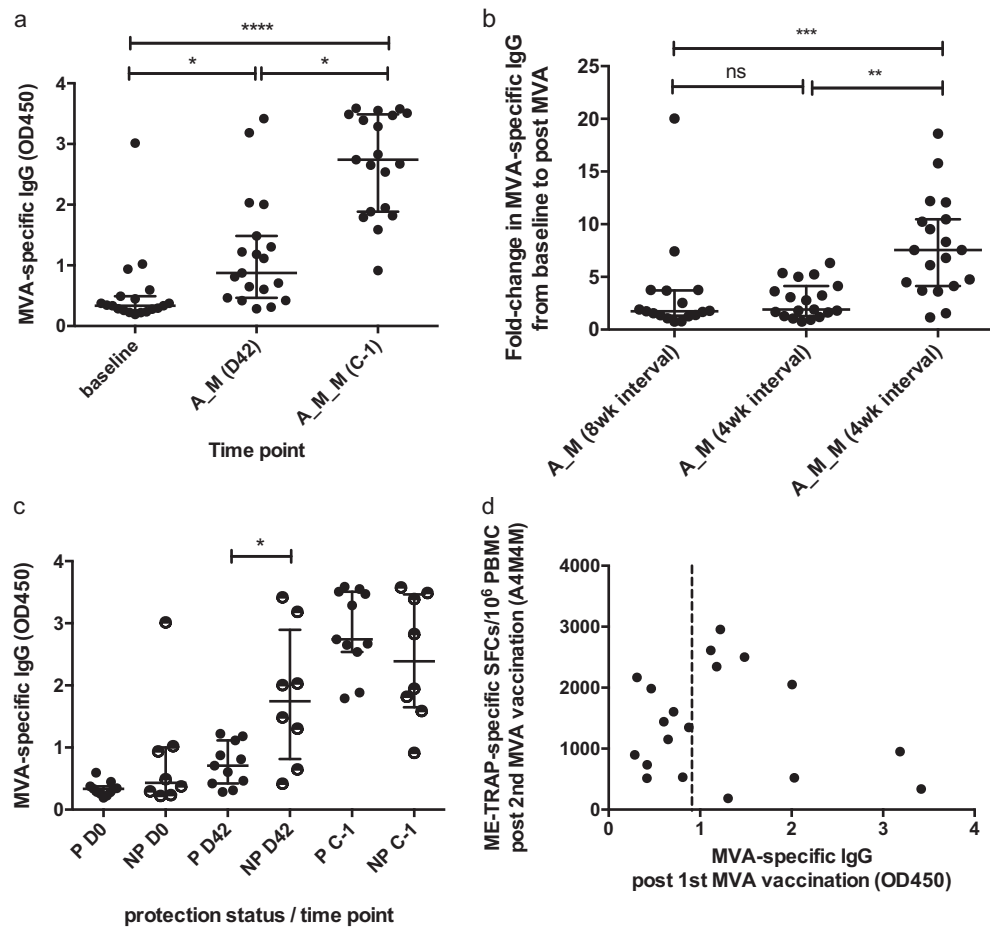 a
****
*
*
MVA-specific IgG (OD450)
4
3
2
1
0
baseline
A_M (D42)
A_M_M (C-1)
Time point
b
***
ns
**
Fold-change in MVA-specific IgG
from baseline to post MVA
25
20
15
10
5
0
A_M (8wk interval)
A_M (4wk interval)
A_M_M (4wk interval)
c
*
MVA-specific IgG (OD450)
4
3
2
1
0
P D0
NP D0
P D42
NP D42
P C-1
NP C-1
protection status / time point
d
ME-TRAP-specific SFCs/10⁶ PBMC
post 2nd MVA vaccination (A4M4M)
4000
3000
2000
1000
0
0
1
2
3
4
MVA-specific IgG
post 1st MVA vaccination (OD450)